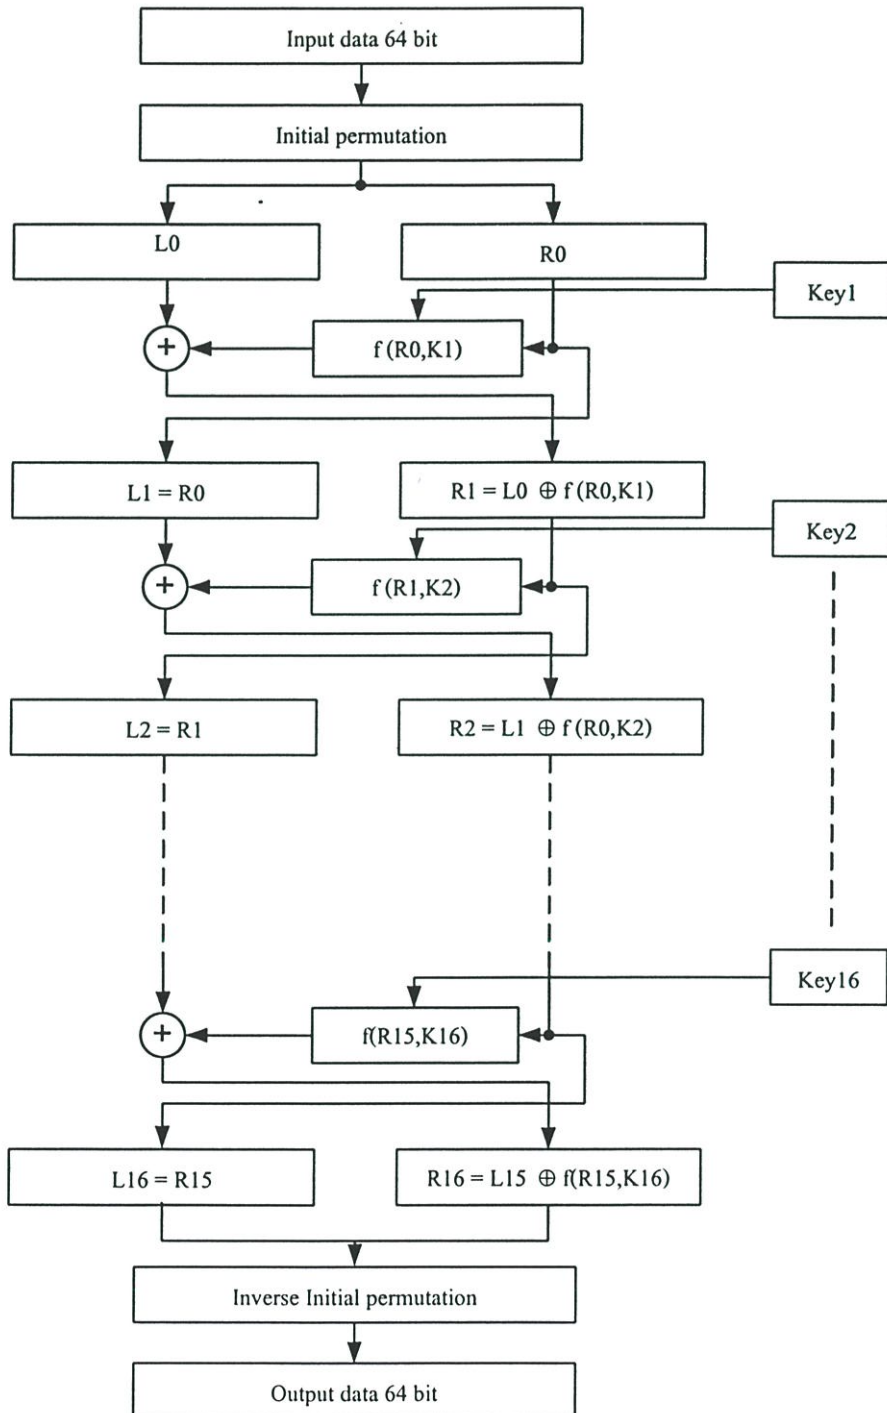 Input data 64 bit
Initial permutation
L0
R0
Key1
+
f (R0,K1)
L1 = R0
R1 = L0 ⊕ f (R0,K1)
Key2
+
f (R1,K2)
L2 = R1
R2 = L1 ⊕ f (R0,K2)
Key16
+
f(R15,K16)
L16 = R15
R16 = L15 ⊕ f(R15,K16)
Inverse Initial permutation
Output data 64 bit